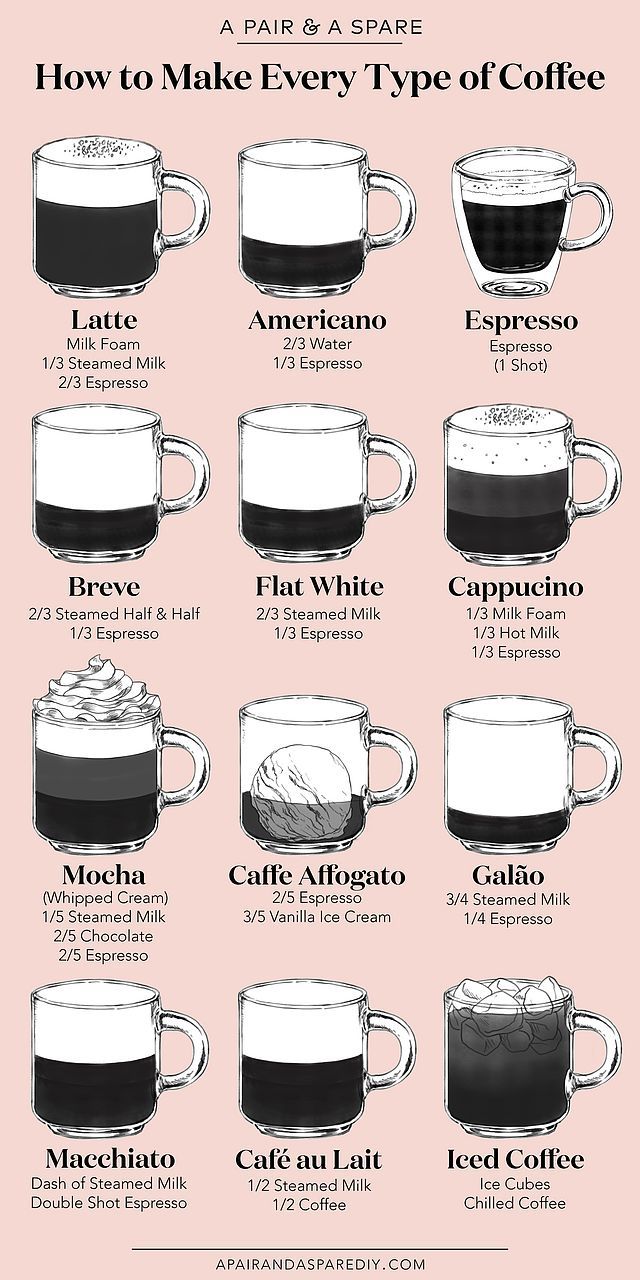 A PAIR & A SPARE
How to Make Every Type of Coffee
Latte
Milk Foam
1/3 Steamed Milk
2/3 Espresso
Americano
2/3 Water
1/3 Espresso
Espresso
Espresso
(1 Shot)
Breve
2/3 Steamed Half & Half
1/3 Espresso
Flat White
2/3 Steamed Milk
1/3 Espresso
Cappucino
1/3 Milk Foam
1/3 Hot Milk
1/3 Espresso
Mocha
(Whipped Cream)
1/5 Steamed Milk
2/5 Chocolate
2/5 Espresso
Caffe Affogato
2/5 Espresso
3/5 Vanilla Ice Cream
Galão
3/4 Steamed Milk
1/4 Espresso
Macchiato
Dash of Steamed Milk
Double Shot Espresso
Café au Lait
1/2 Steamed Milk
1/2 Coffee
Iced Coffee
Ice Cubes
Chilled Coffee
APAIRANDASPAREDIY.COM